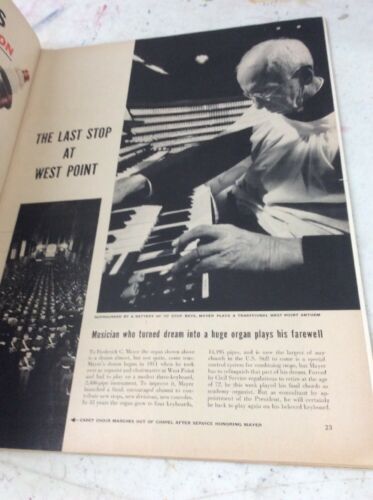 S
ON
THE LAST STOP
AT
WEST POINT
SURROUNDED BY A BATTERY OF STOP KEYS, MAYER PLAYS A TRADITIONAL WEST POINT ANTHEM
Musician who turned dream into a huge organ plays his farewell
To Frederick C. Mayer the organ shown above
is a dream come, but not quite, come true.
Mayer's dream began in 1911 when he took
over as organist and choirmaster at West Point
and had to play on a modest three-keyboard,
2,406-pipe instrument. To improve it, Mayer
launched a fund, encouraged classes to con-
tribute new stops, new divisions, new consoles.
In 43 years the organ grew to four keyboards,
14,195 pipes, and is now the largest of any
church in the U.S. Still to come is a special
control system for combining stops, but Mayer
has to relinquish that part of his dream. Forced
by Civil Service regulations to retire at the age
of 72, he this week played his final chords as
academy organist. But as consultant by ap-
pointment of the President, he will certainly
be back to play again on his beloved keyboard.
CADET CHOIR MARCHES OUT OF CHAPEL AFTER SERVICE HONORING MAYER
23